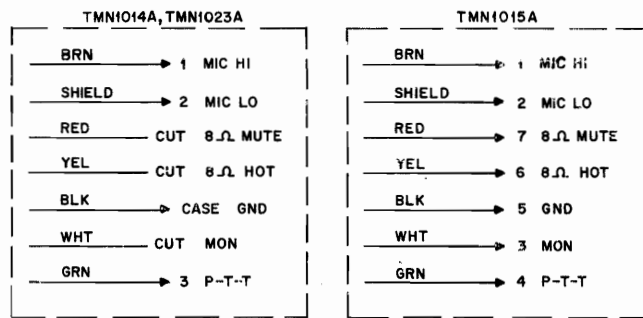 TMN1014A, TMN1023A
BRN 1 MIC HI
SHIELD 2 MIC LO
RED CUT 8Ω MUTE
YEL CUT 8Ω HOT
BLK CASE GND
WHT CUT MON
GRN 3 P-T-T
TMN1015A
BRN 1 MIC HI
SHIELD 2 MIC LO
RED 7 8Ω MUTE
YEL 6 8Ω HOT
BLK 5 GND
WHT 3 MON
GRN 4 P-T-T